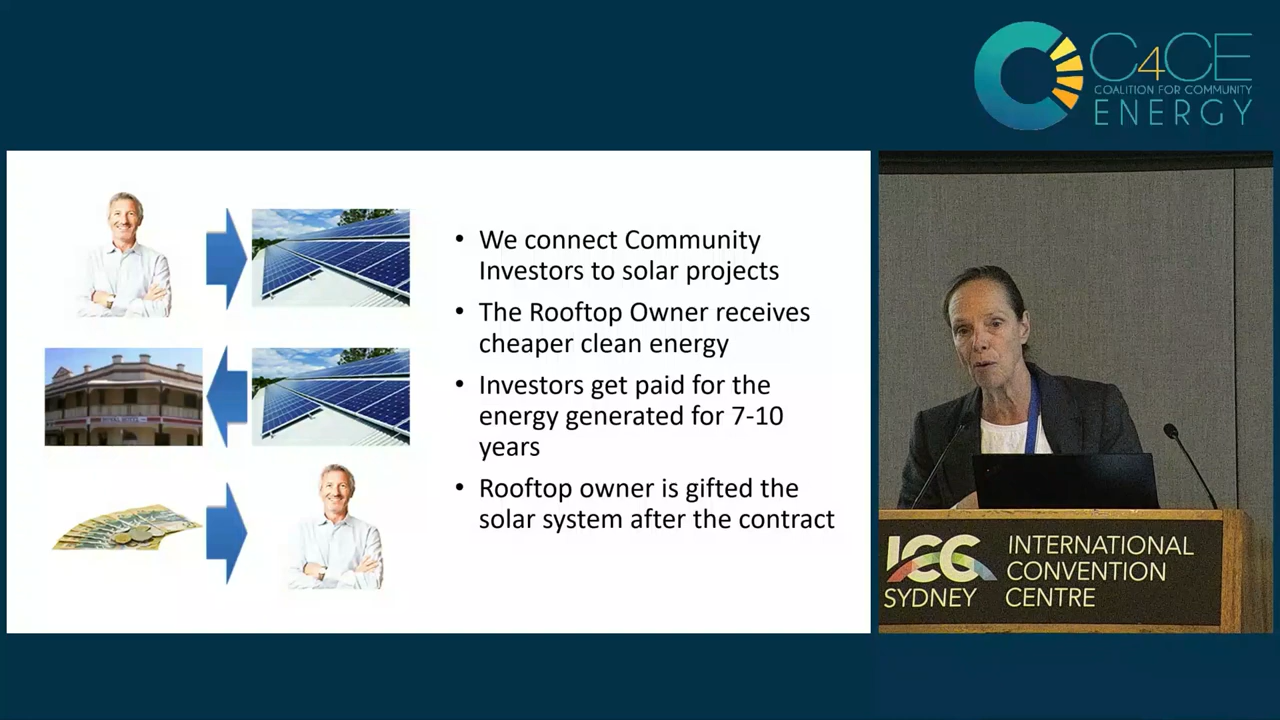 C4CE
COALITION FOR COMMUNITY
ENERGY
• We connect Community
Investors to solar projects
• The Rooftop Owner receives
cheaper clean energy
• Investors get paid for the
energy generated for 7-10
years
• Rooftop owner is gifted the
solar system after the contract
ICC
SYDNEY
INTERNATIONAL
CONVENTION
CENTRE